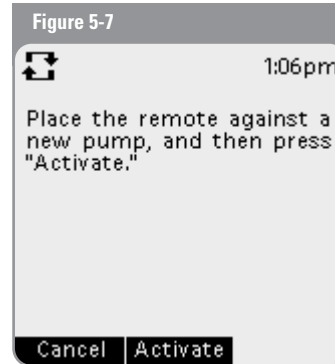 Figure 5-7
1:06pm
Place the remote against a
new pump, and then press
"Activate."
Cancel Activate